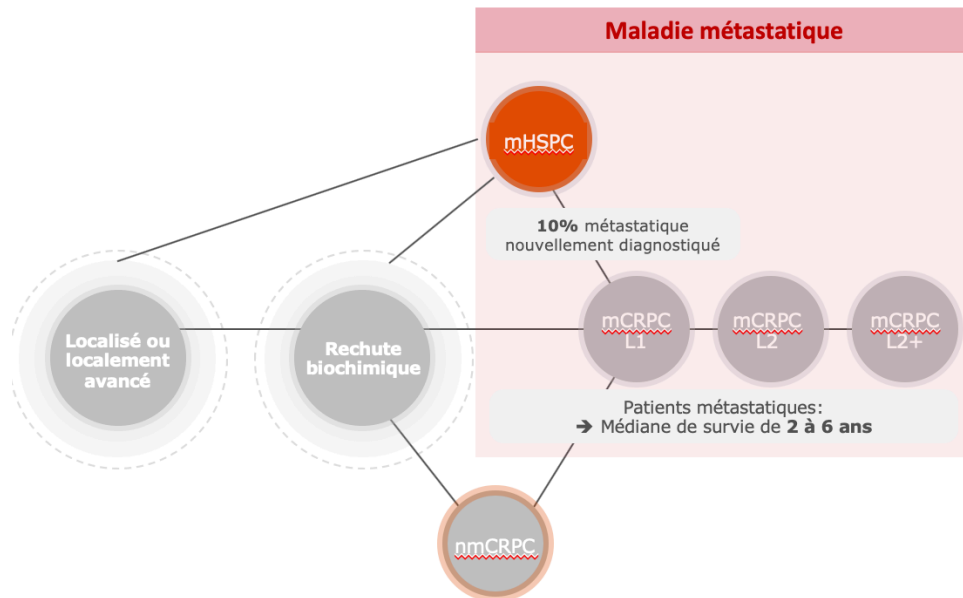 Maladie métastatique
mHSPC
10% métastatique
nouvellement diagnostiqué
Localisé ou
localement
avancé
Rechute
biochimique
mCRPC
L1
mCRPC
L2
mCRPC
L2+
Patients métastatiques:
➔ Médiane de survie de 2 à 6 ans
nmCRPC